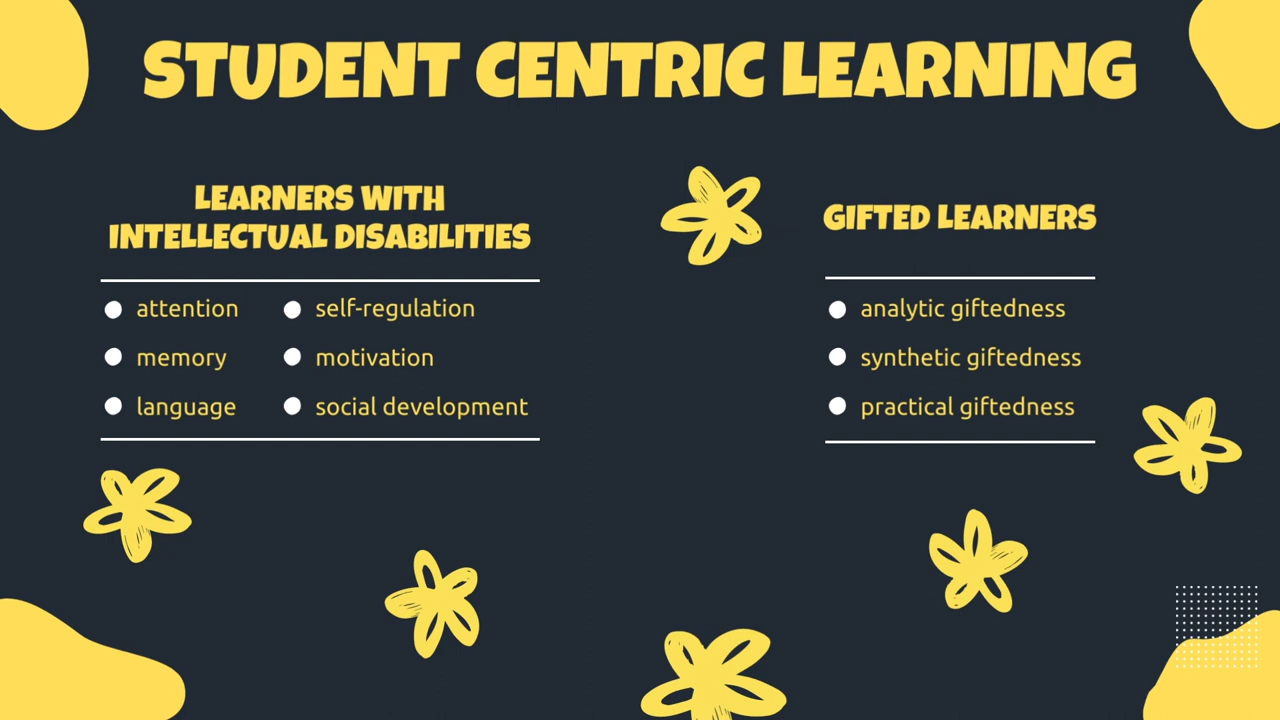 STUDENT CENTRIC LEARNING
LEARNERS WITH
INTELLECTUAL DISABILITIES
attention
memory
language
self-regulation
motivation
social development
GIFTED LEARNERS
analytic giftedness
synthetic giftedness
practical giftedness